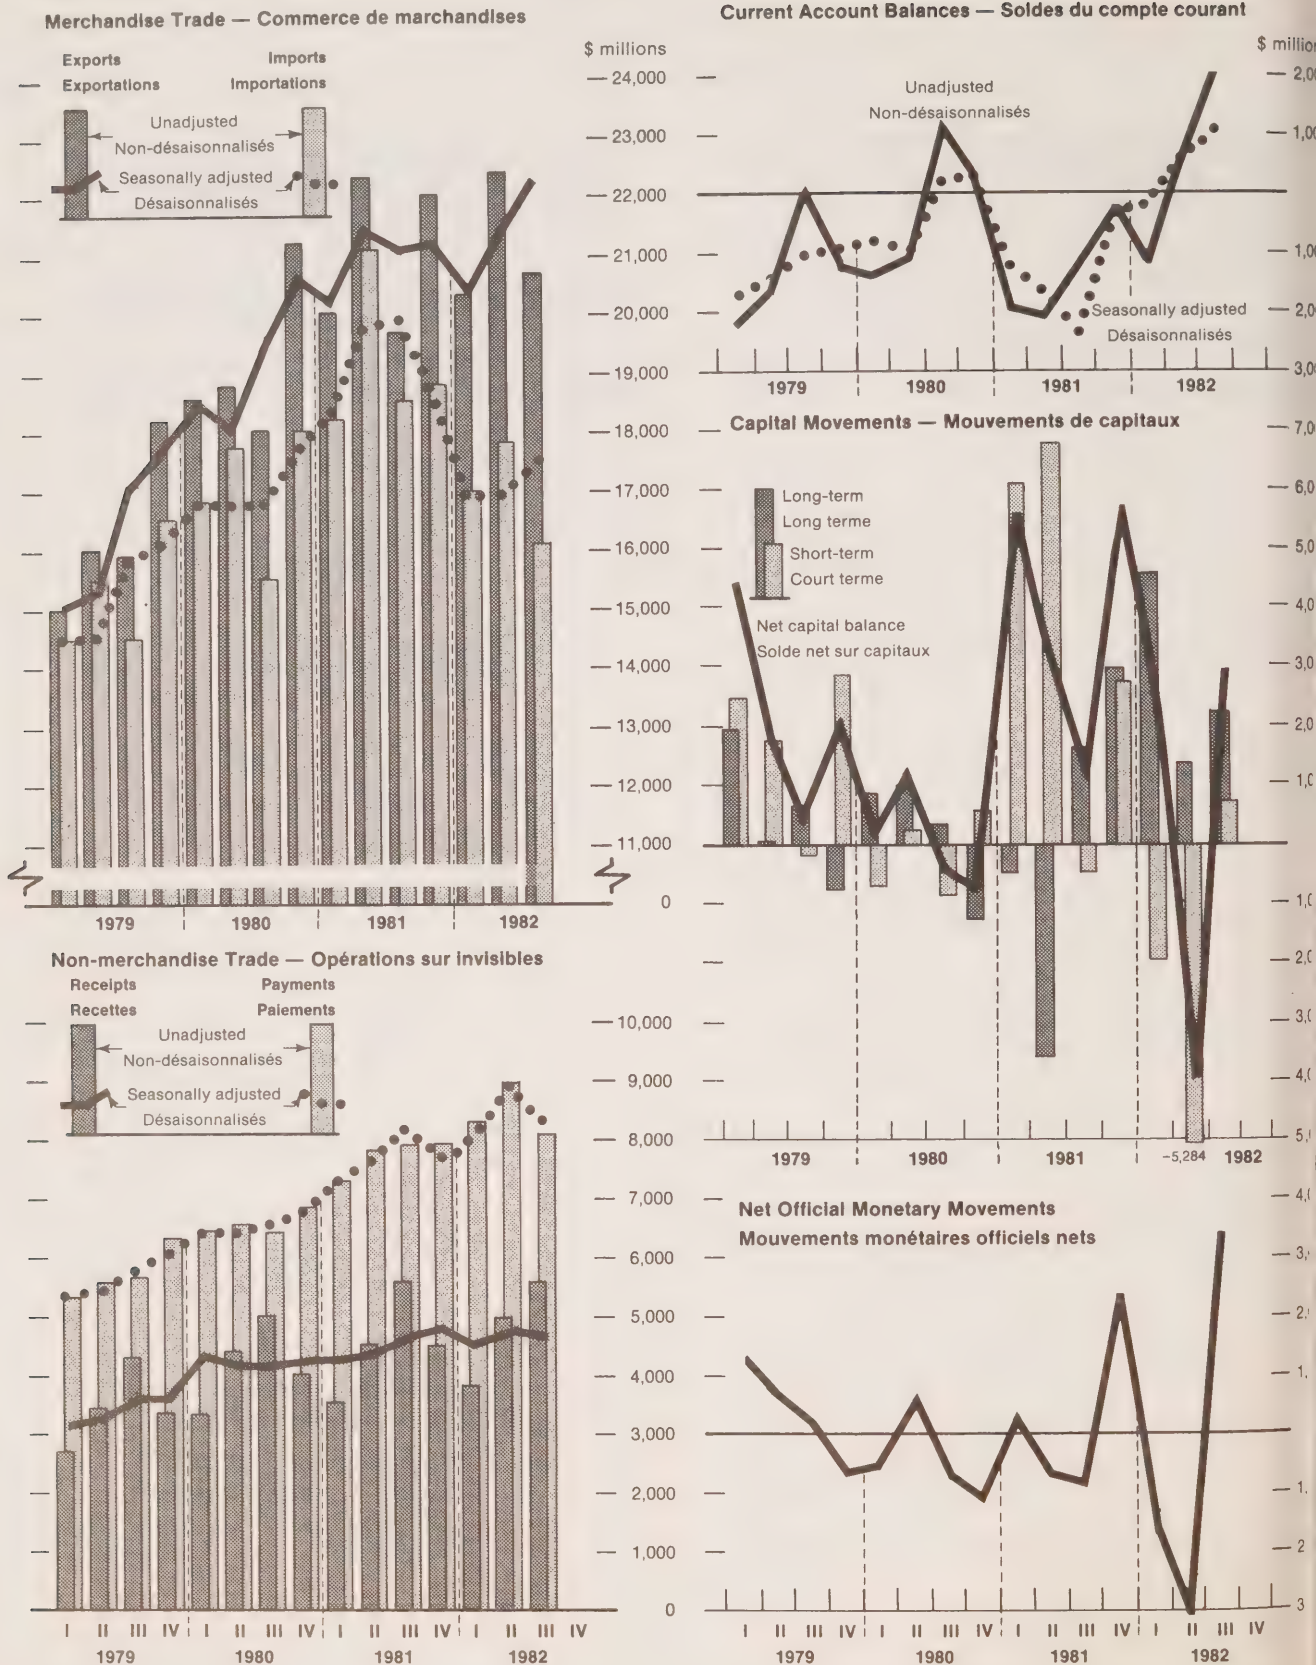 Merchandise Trade — Commerce de marchandises
Exports
Exportations
Imports
Importations
Unadjusted
Non-désaisonnalisés
Seasonally adjusted
Désaisonnalisés
$ millions
24,000
23,000
22,000
21,000
20,000
19,000
18,000
17,000
16,000
15,000
14,000
13,000
12,000
11,000
0
1979 1980 1981 1982
Non-merchandise Trade — Opérations sur invisibles
Receipts
Recettes
Payments
Paiements
Unadjusted
Non-désaisonnalisés
Seasonally adjusted
Désaisonnalisés
10,000
9,000
8,000
7,000
6,000
5,000
4,000
3,000
2,000
1,000
0
I II III IV I II III IV I II III IV I II III IV
1979 1980 1981 1982
Current Account Balances — Soldes du compte courant
$
Unadjusted
Non-désaisonnalisés
Seasonally adjusted
Désaisonnalisés
1979 1980 1981 1982
Capital Movements — Mouvements de capitaux
Long-term
Long terme
Short-term
Court terme
Net capital balance
Solde net sur capitaux
−5,284
1979 1980 1981 1982
Net Official Monetary Movements
Mouvements monétaires officiels nets
2
3
I II III IV I II III IV I II III IV I II III IV
1979 1980 1981 1982